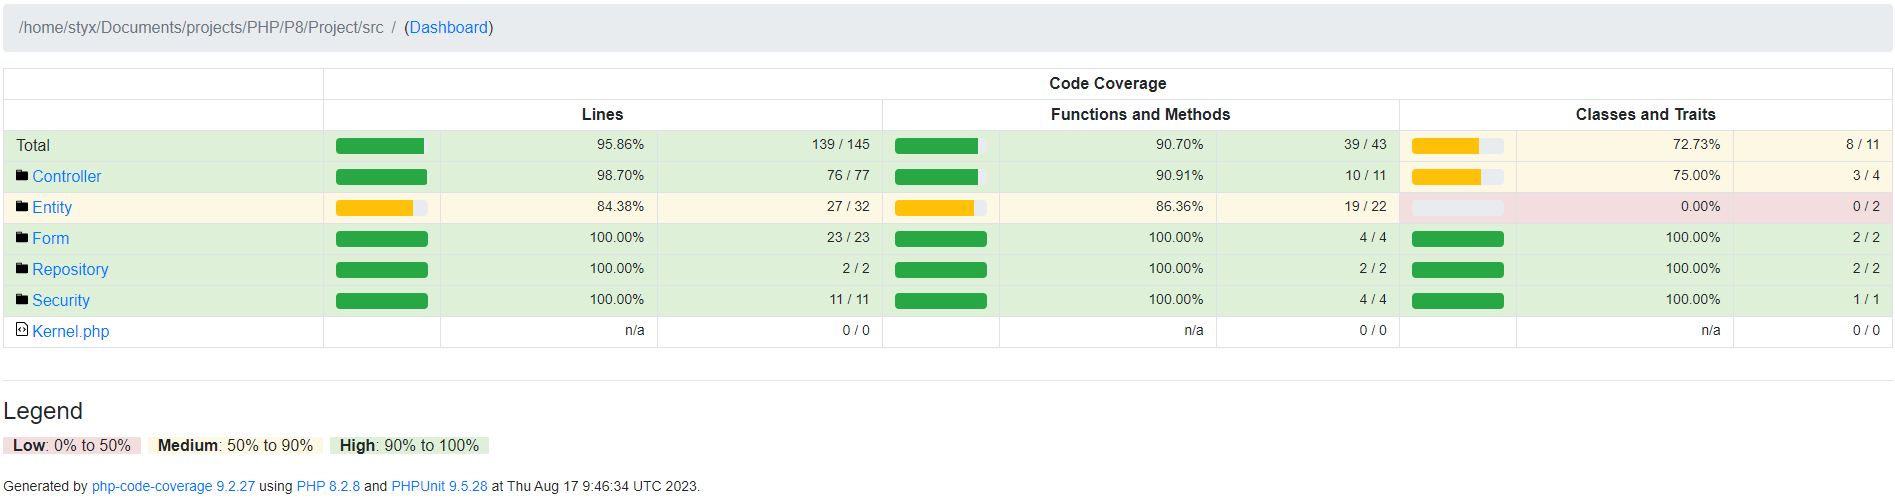 /home/styx/Documents/projects/PHP/P8/Project/src / (Dashboard)
Code Coverage
Lines Functions and Methods Classes and Traits
Total 95.86% 139 / 145 90.70% 39 / 43 72.73% 8 / 11
Controller 98.70% 76 / 77 90.91% 10 / 11 75.00% 3 / 4
Entity 84.38% 27 / 32 86.36% 19 / 22 0.00% 0 / 2
Form 100.00% 23 / 23 100.00% 4 / 4 100.00% 2 / 2
Repository 100.00% 2 / 2 100.00% 2 / 2 100.00% 2 / 2
Security 100.00% 11 / 11 100.00% 4 / 4 100.00% 1 / 1
Kernel.php n/a 0 / 0 n/a 0 / 0 n/a 0 / 0
Legend
Low: 0% to 50% Medium: 50% to 90% High: 90% to 100%
Generated by php-code-coverage 9.2.27 using PHP 8.2.8 and PHPUnit 9.5.28 at Thu Aug 17 9:46:34 UTC 2023.